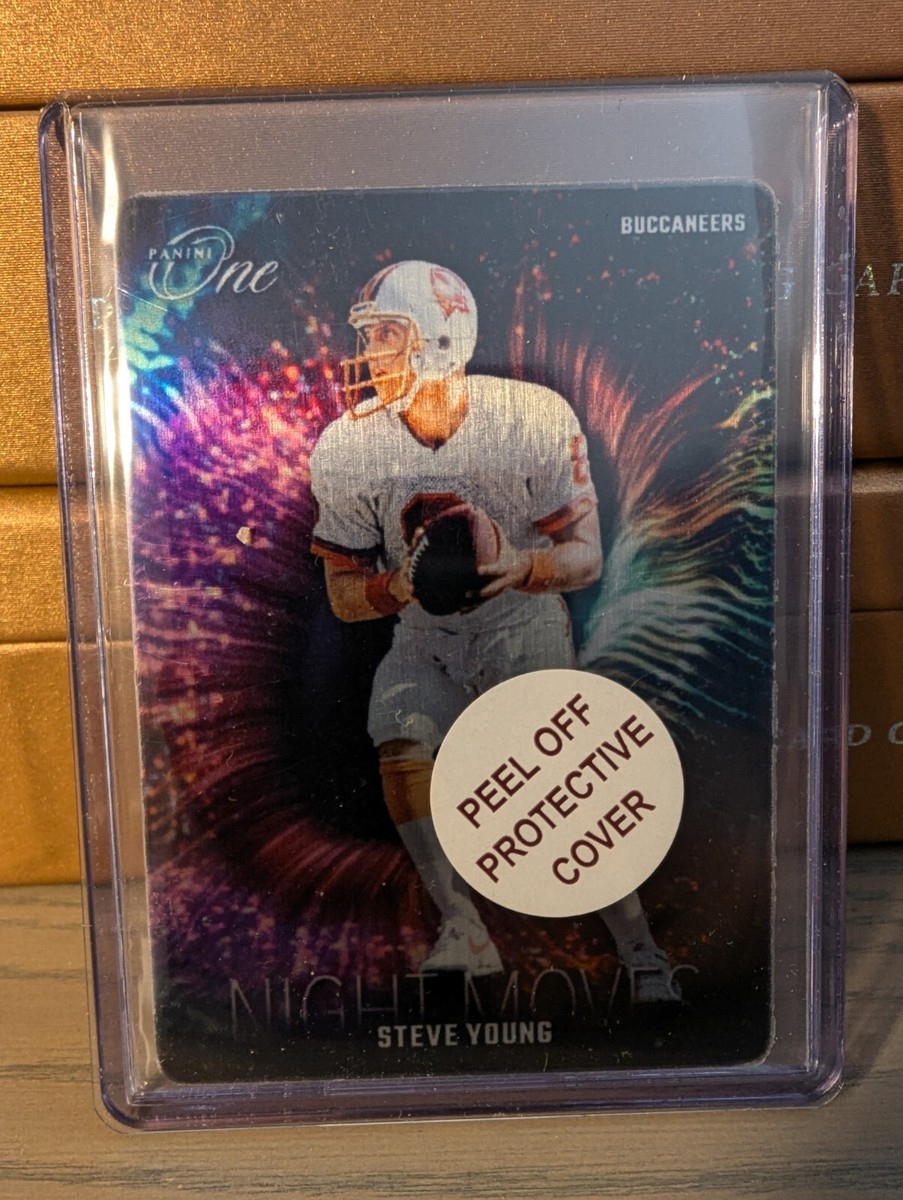 BUCCANEERS
PANINI
One
PEEL OFF
PROTECTIVE
COVER
NIGHT MOVES
STEVE YOUNG